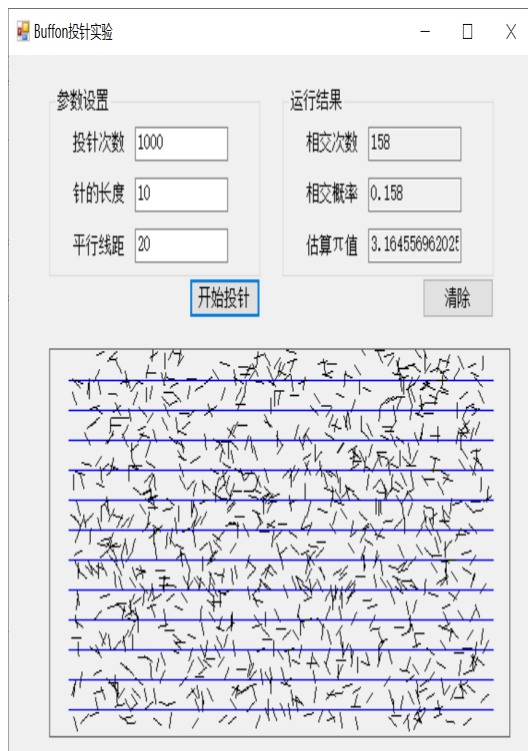 Buffon投针实验
参数设置
投针次数 1000
针的长度 10
平行线距 20
开始投针
运行结果
相交次数 158
相交概率 0.158
估算π值 3.164556962025
清除